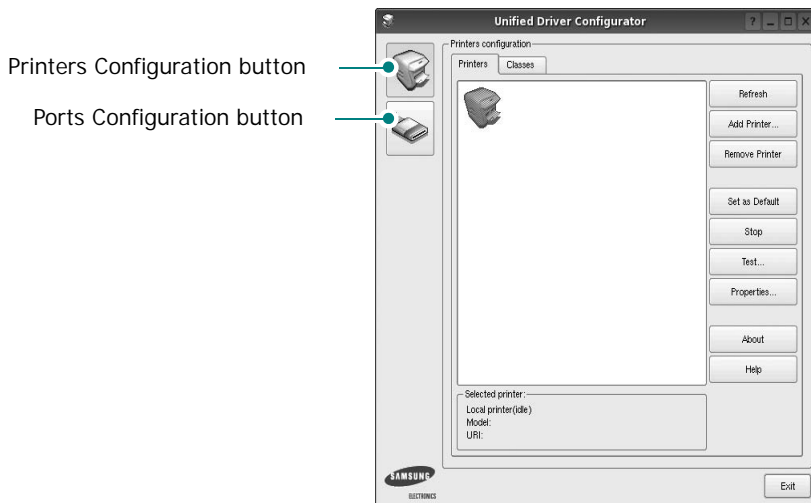 Unified Driver Configurator
Printers Configuration button
Ports Configuration button
Printers configuration
Printers
Classes
Refresh
Add Printer...
Remove Printer
Set as Default
Stop
Test...
Properties...
About
Help
Selected printer:
Local printer(idle)
Model:
URI:
SAMSUNG
ELECTRONICS
Exit